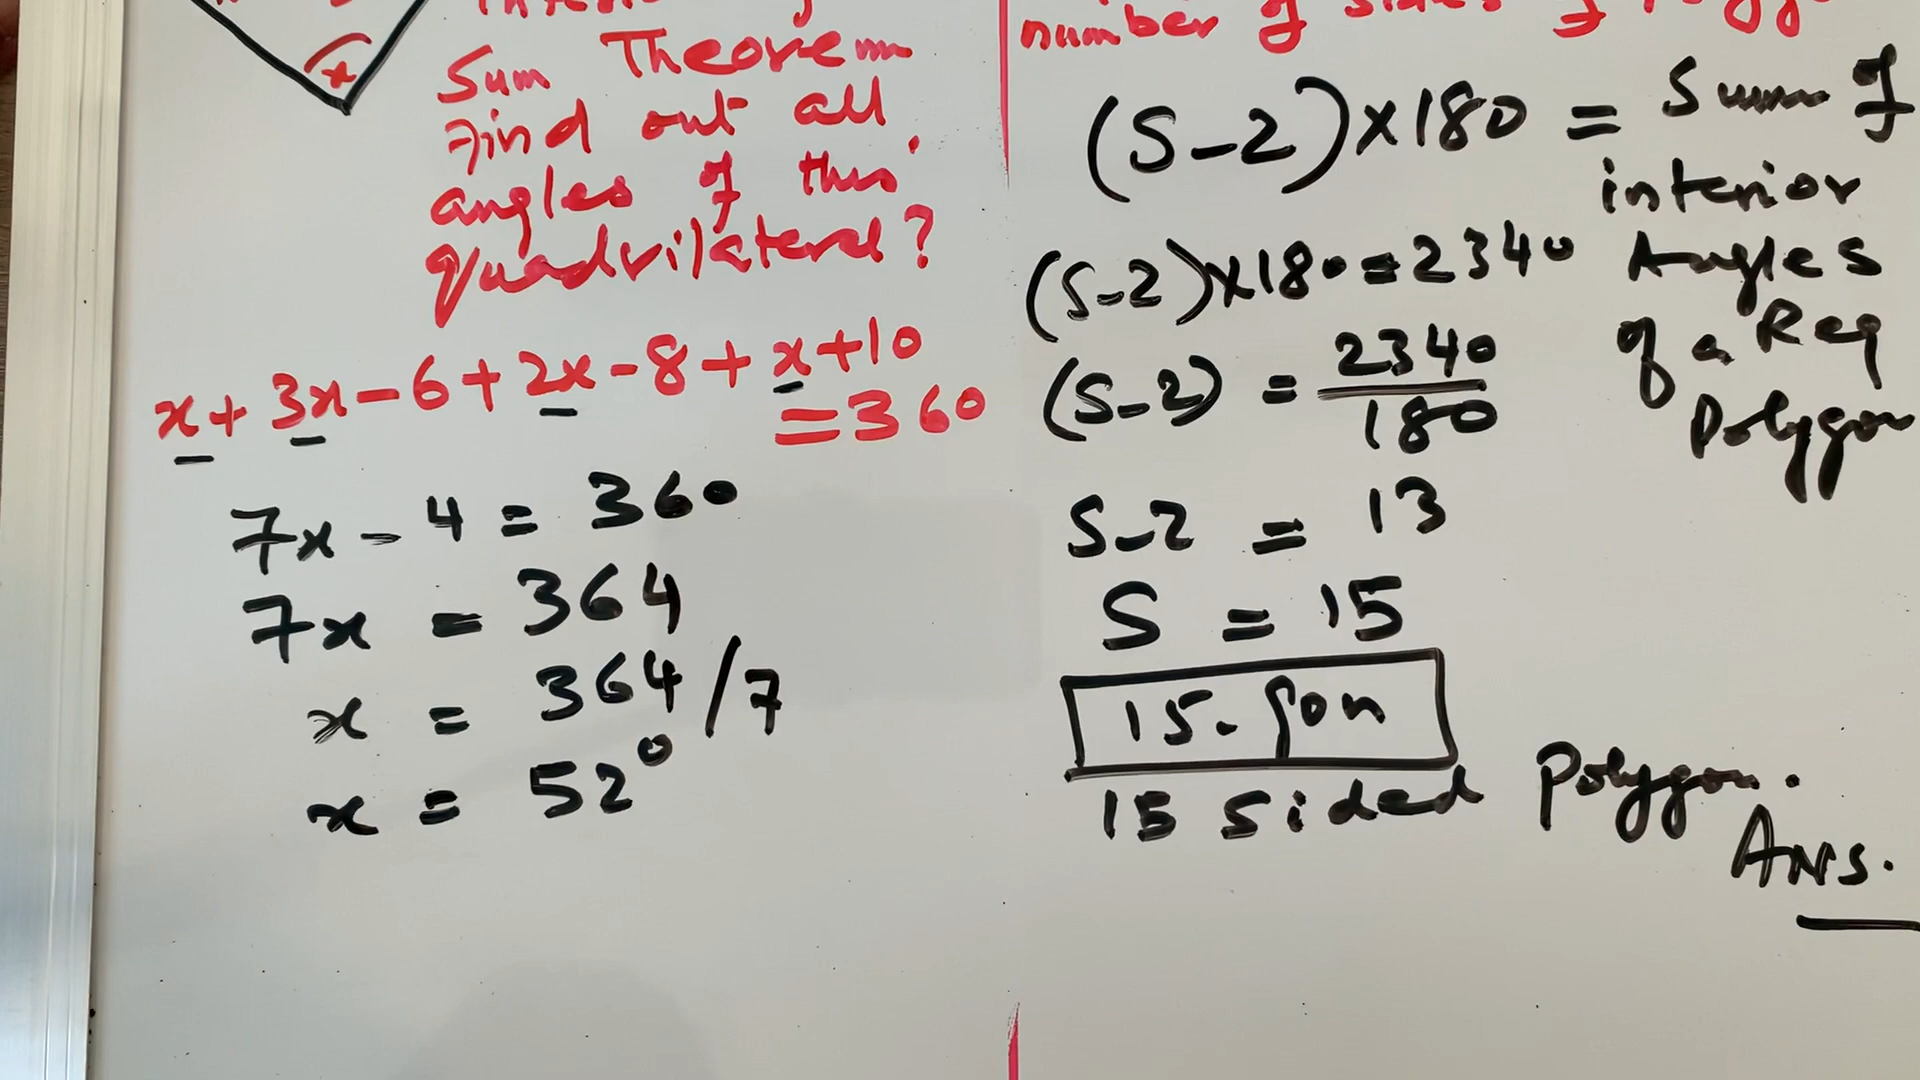 x
Sum Theorem
Find out all
angles of this
quadrilateral?
x + 3x - 6 + 2x - 8 + x + 10
= 360
7x - 4 = 360
7x = 364
x = 364/7
x = 52°
number of sides of
(S-2)×180 = Sum of
interior
(S-2)×180 = 2340 Angles
of a Reg
(S-2) = 2340
180
Polygon
S-2 = 13
S = 15
15-gon
15 sided Polygon.
Ans.